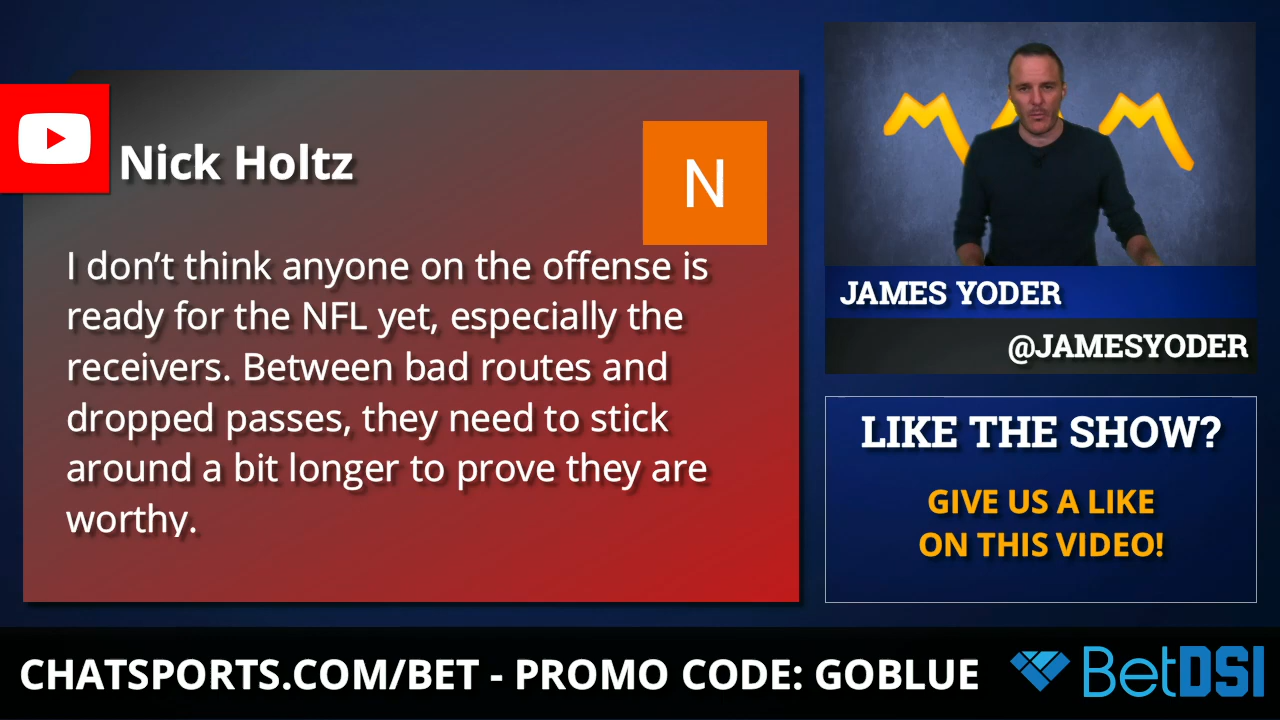 Nick Holtz
N
I don’t think anyone on the offense is
ready for the NFL yet, especially the
receivers. Between bad routes and
dropped passes, they need to stick
around a bit longer to prove they are
worthy.
JAMES YODER
@JAMESYODER
LIKE THE SHOW?
GIVE US A LIKE
ON THIS VIDEO!
CHATSPORTS.COM/BET - PROMO CODE: GOBLUE
BetDSI